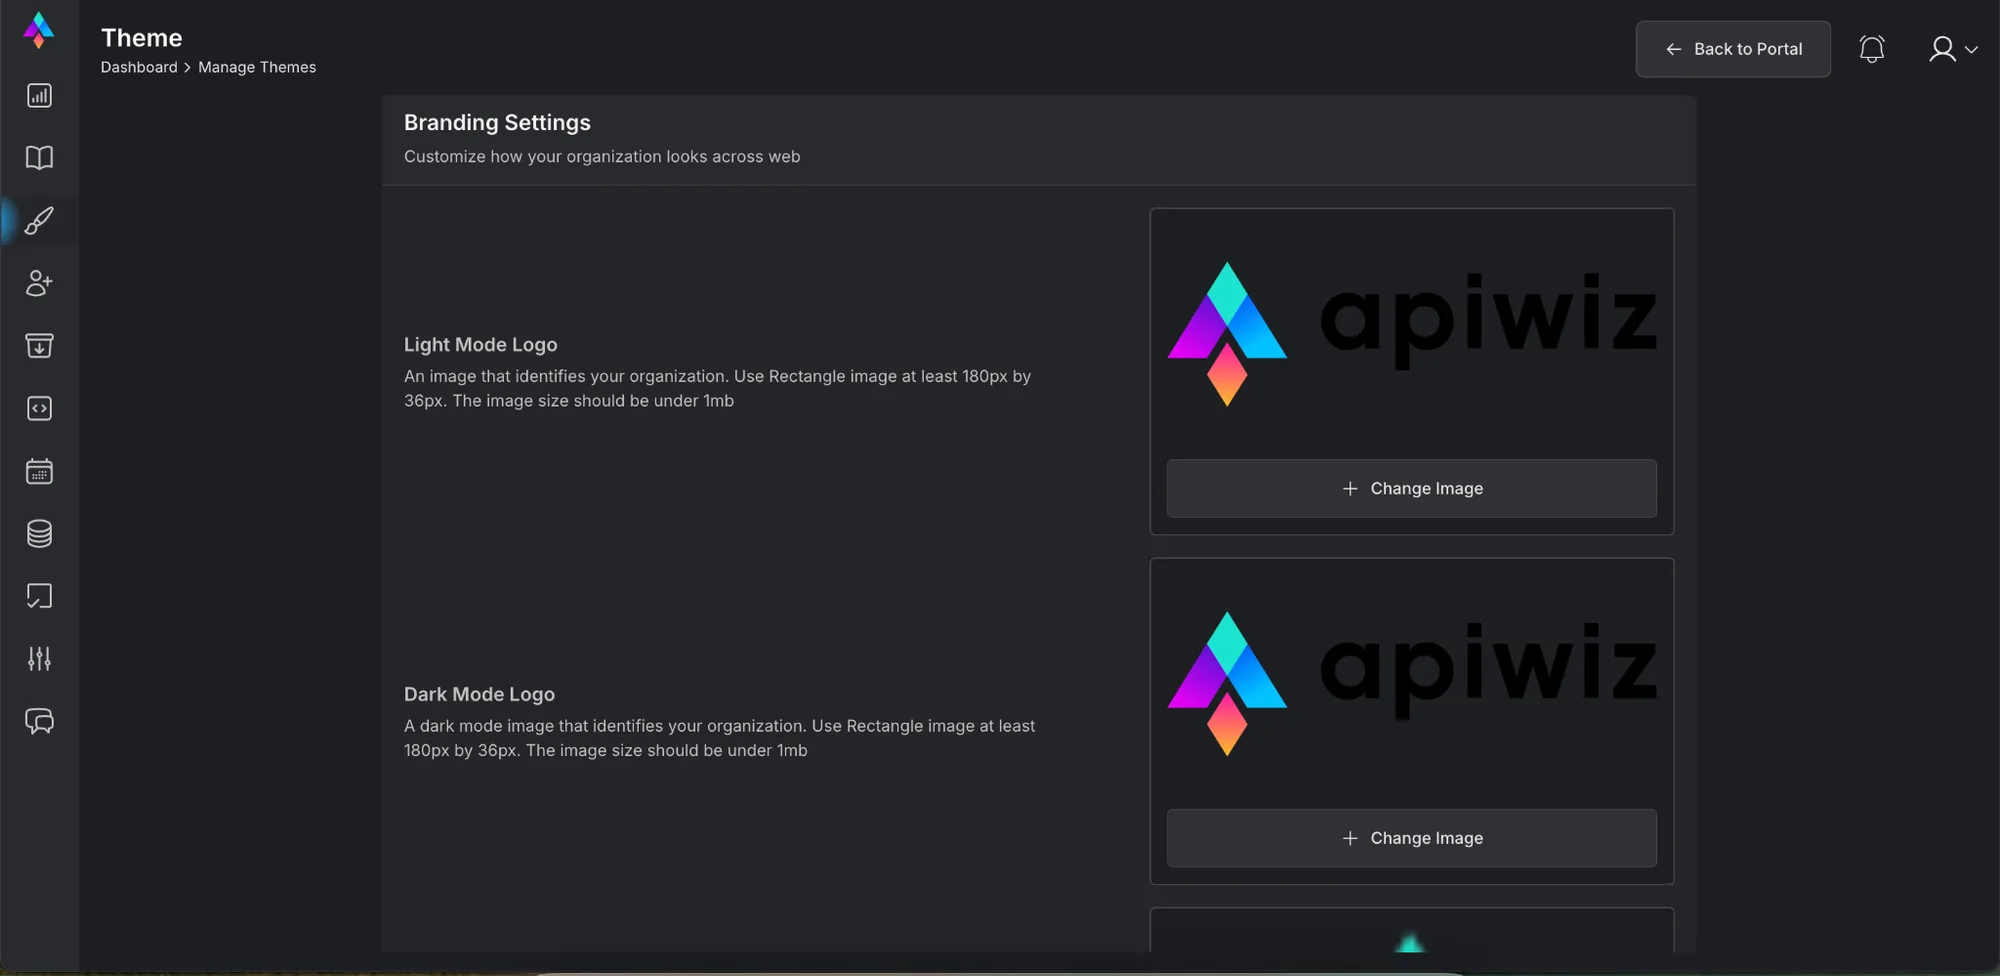 Theme
Dashboard > Manage Themes
Back to Portal
Branding Settings
Customize how your organization looks across web
Light Mode Logo
An image that identifies your organization. Use Rectangle image at least 180px by
36px. The image size should be under 1mb
apiwiz
Change Image
Dark Mode Logo
A dark mode image that identifies your organization. Use Rectangle image at least
180px by 36px. The image size should be under 1mb
apiwiz
Change Image